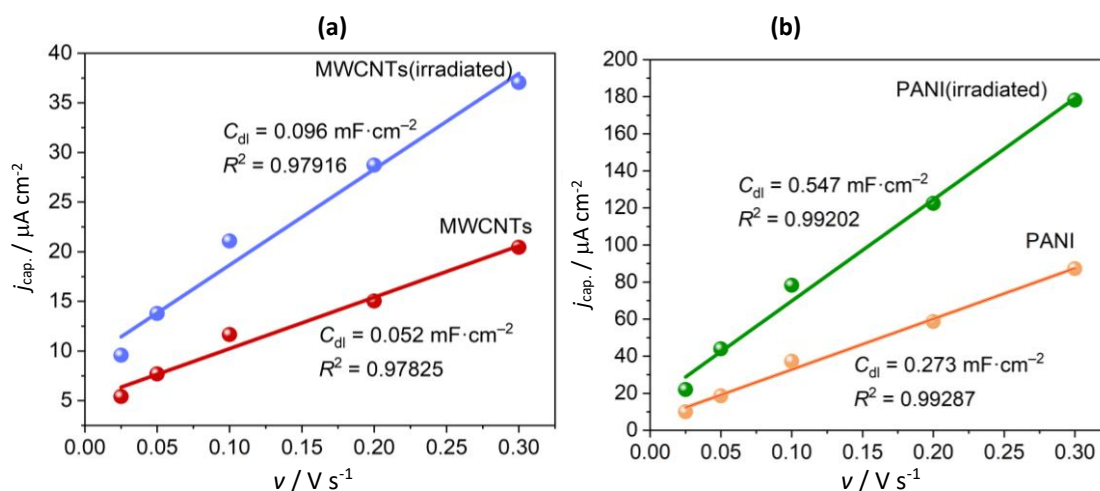 (a)
40
35
30
25
20
15
10
5
0.00 0.05 0.10 0.15 0.20 0.25 0.30
j_cap. / µA cm⁻²
ν / V s⁻¹
MWCNTs(irradiated)
C_dl = 0.096 mF·cm⁻²
R² = 0.97916
MWCNTs
C_dl = 0.052 mF·cm⁻²
R² = 0.97825
(b)
200
180
160
140
120
100
80
60
40
20
0
0.00 0.05 0.10 0.15 0.20 0.25 0.30
j_cap. / µA cm⁻²
ν / V s⁻¹
PANI(irradiated)
C_dl = 0.547 mF·cm⁻²
R² = 0.99202
PANI
C_dl = 0.273 mF·cm⁻²
R² = 0.99287